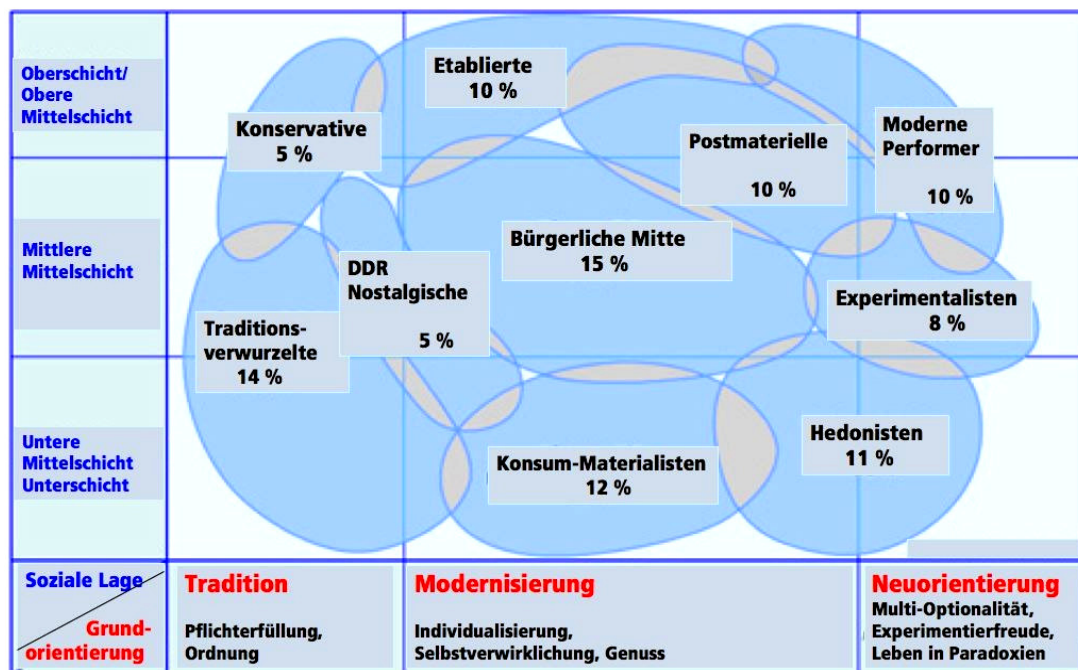 Oberschicht/
Obere
Mittelschicht
Etablierte
10 %
Konservative
5 %
Postmaterielle
10 %
Moderne
Performer
10 %
Mittlere
Mittelschicht
Bürgerliche Mitte
15 %
DDR
Nostalgische
5 %
Experimentalisten
8 %
Traditions-
verwurzelte
14 %
Untere
Mittelschicht
Unterschicht
Konsum-Materialisten
12 %
Hedonisten
11 %
Soziale Lage
Grund-
orientierung
Tradition
Pflichterfüllung,
Ordnung
Modernisierung
Individualisierung,
Selbstverwirklichung, Genuss
Neuorientierung
Multi-Optionalität,
Experimentierfreude,
Leben in Paradoxien